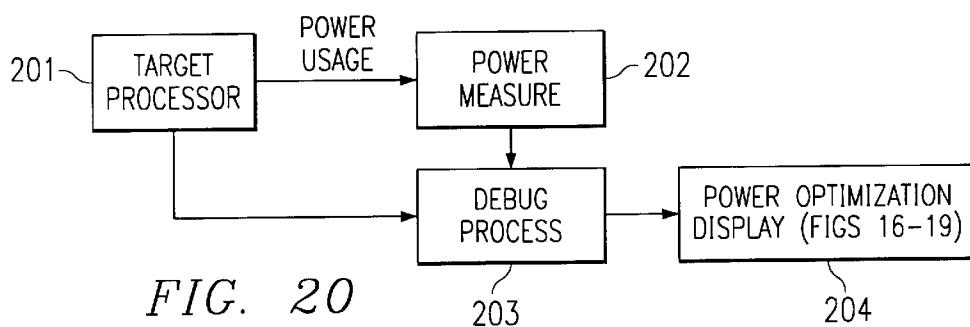 201
TARGET
PROCESSOR
POWER
USAGE
POWER
MEASURE
202
DEBUG
PROCESS
203
POWER OPTIMIZATION
DISPLAY (FIGS 16-19)
204
FIG. 20